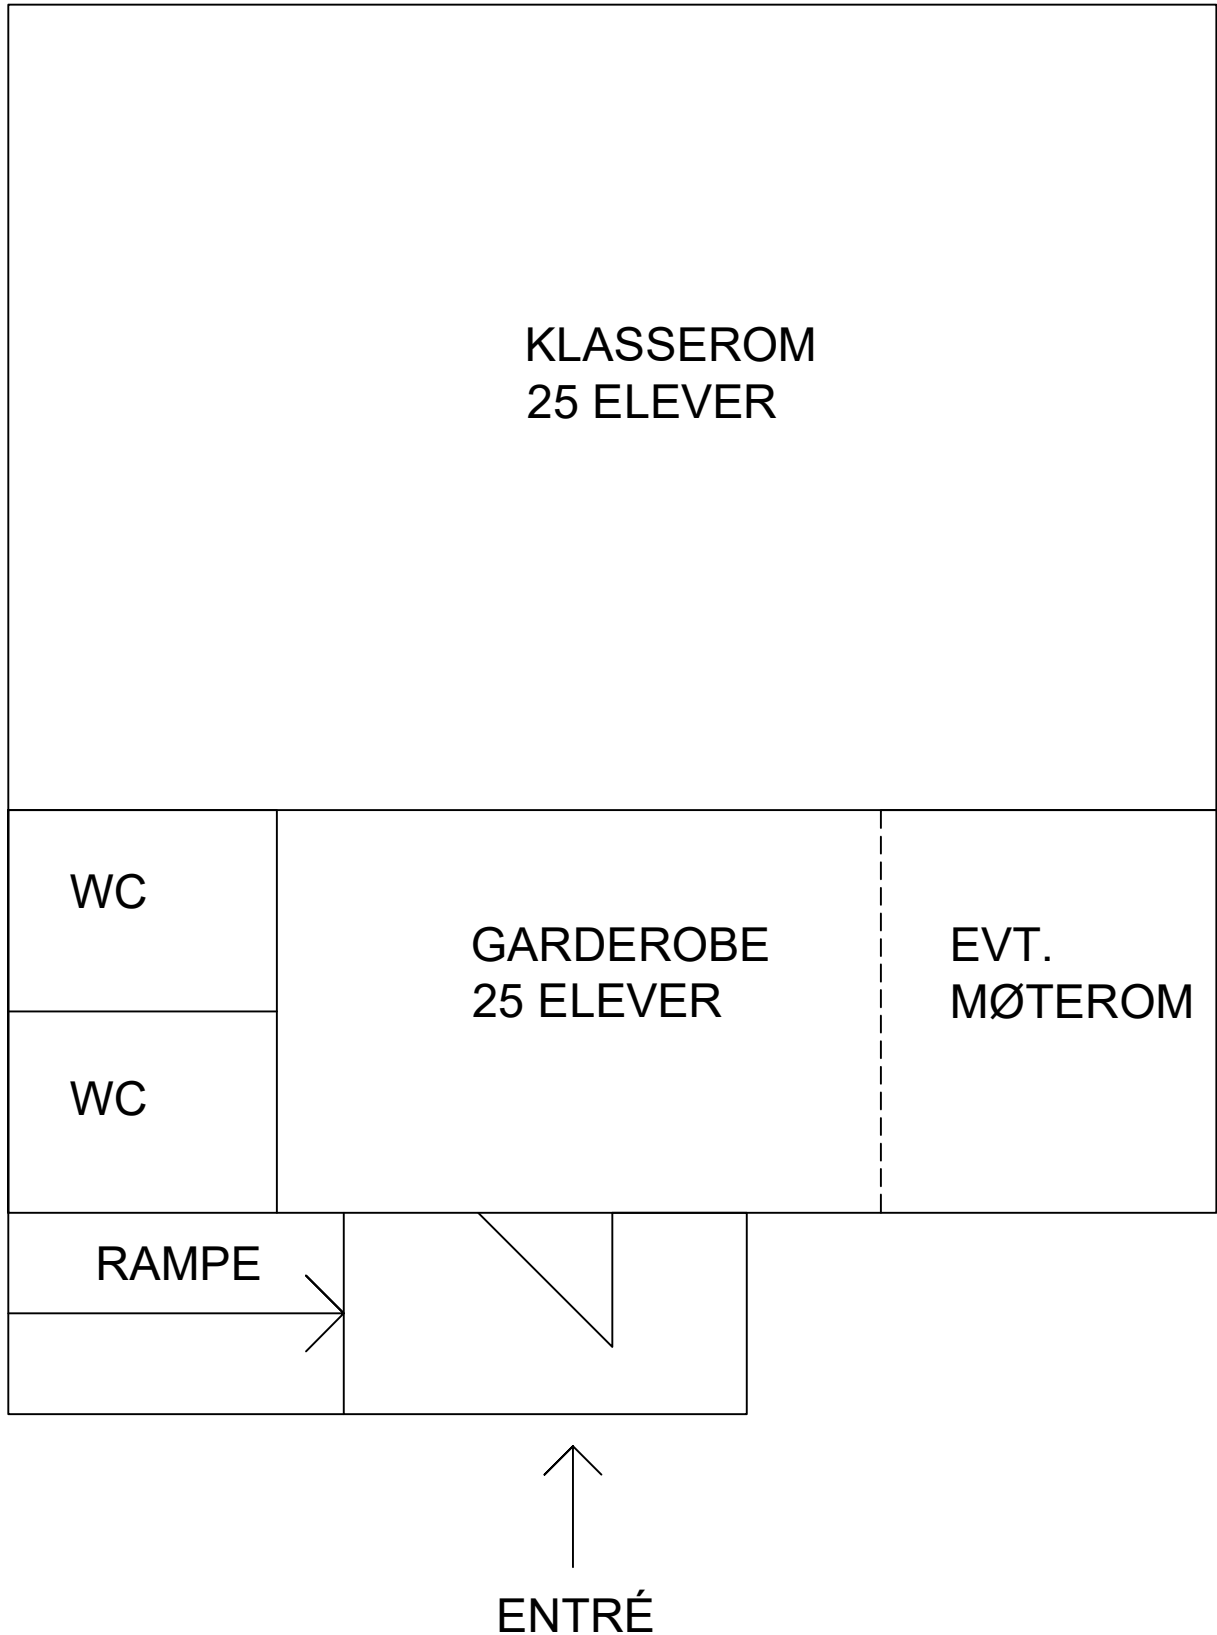 KLASSEROM
25 ELEVER
WC
GARDEROBE
25 ELEVER
EVT.
MØTEROM
WC
RAMPE
ENTRÉ